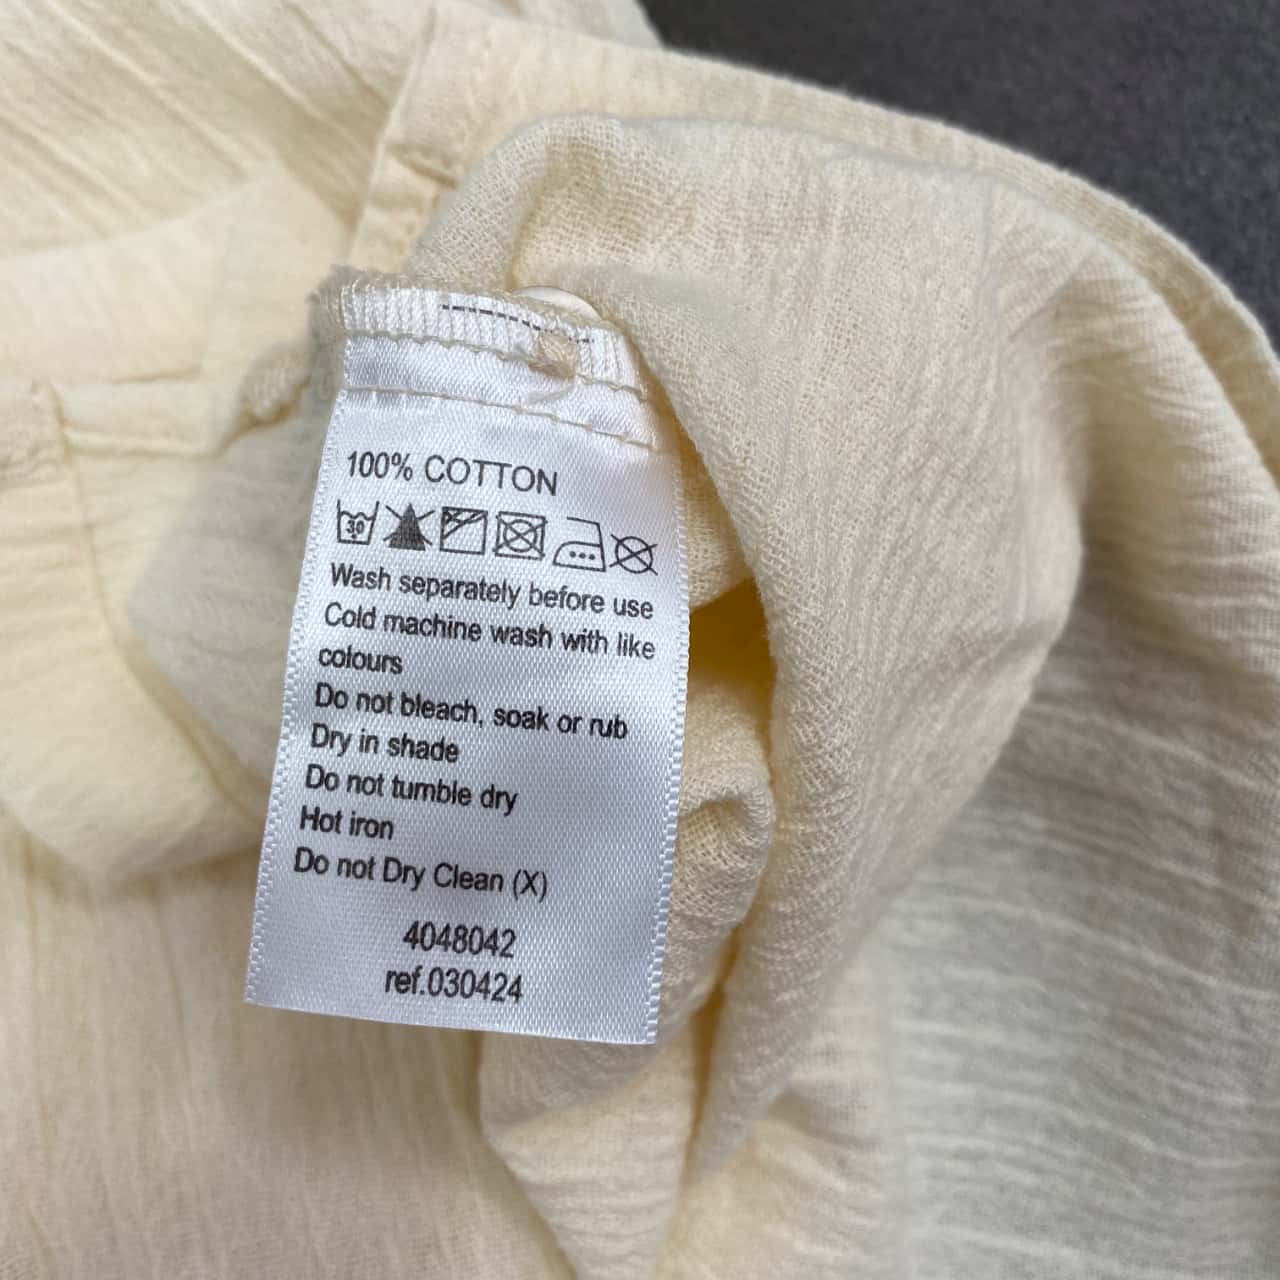 100% COTTON
30
Wash separately before use
Cold machine wash with like
colours
Do not bleach, soak or rub
Dry in shade
Do not tumble dry
Hot iron
Do not Dry Clean (X)
4048042
ref.030424